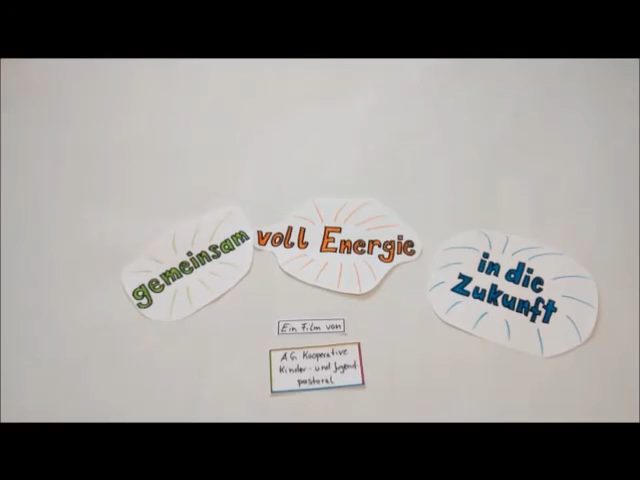 gemeinsam
voll Energie
in die
Zukunft
Ein Film von
AG Kooperative
Kinder- und Jugend
pastoral